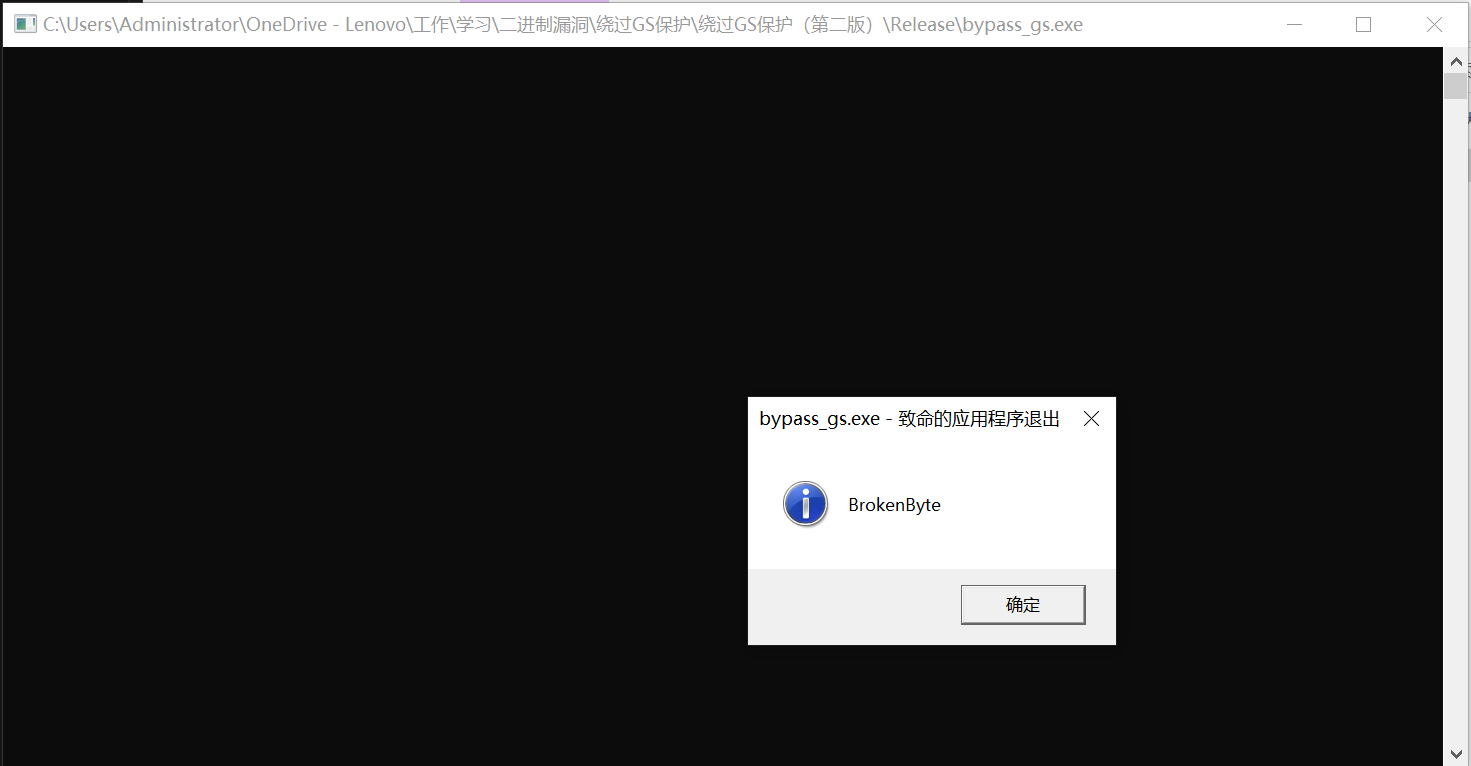 C:\Users\Administrator\OneDrive - Lenovo\工作\学习\二进制漏洞\绕过GS保护\绕过GS保护（第二版）\Release\bypass_gs.exe
bypass_gs.exe - 致命的应用程序退出
BrokenByte
确定